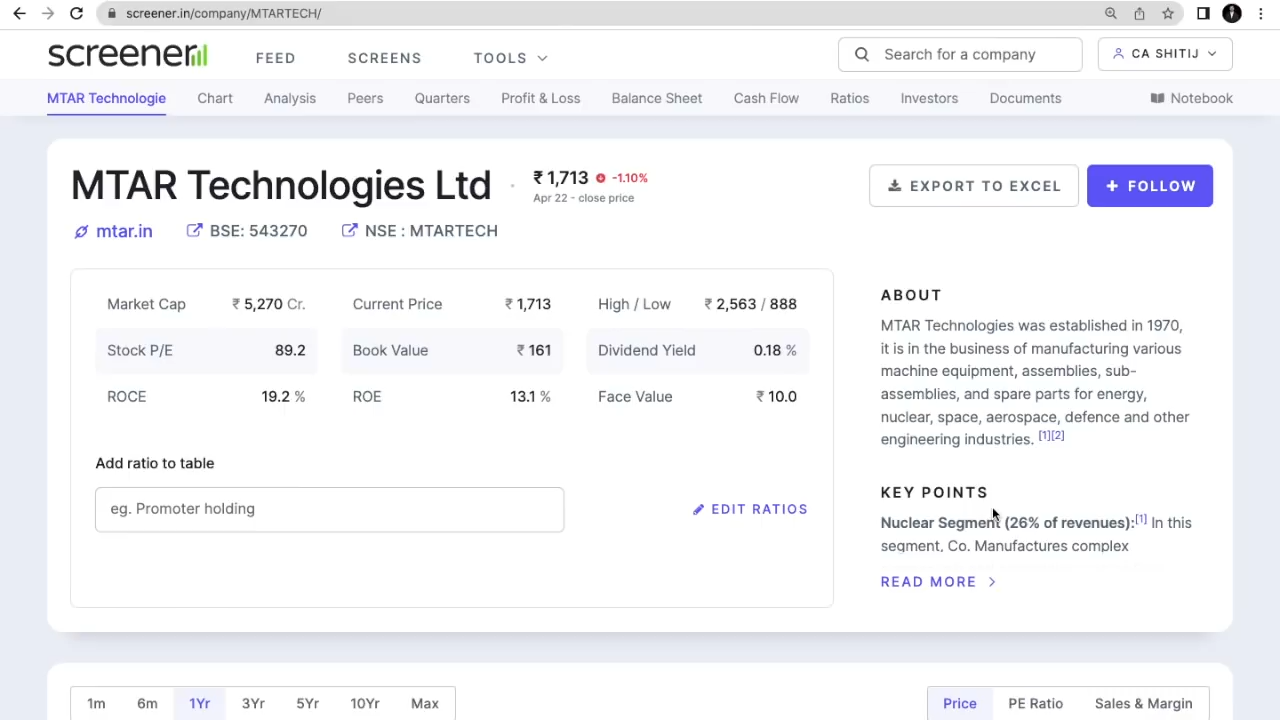 screener.in/company/MTARTECH/
screener
FEED
SCREENS
TOOLS
Search for a company
CA SHITIJ
MTAR Technologie
Chart
Analysis
Peers
Quarters
Profit & Loss
Balance Sheet
Cash Flow
Ratios
Investors
Documents
Notebook
MTAR Technologies Ltd
₹ 1,713 -1.10%
Apr 22 - close price
EXPORT TO EXCEL
+ FOLLOW
mtar.in
BSE: 543270
NSE : MTARTECH
Market Cap ₹ 5,270 Cr.
Current Price ₹ 1,713
High / Low ₹ 2,563 / 888
Stock P/E 89.2
Book Value ₹ 161
Dividend Yield 0.18 %
ROCE 19.2 %
ROE 13.1 %
Face Value ₹ 10.0
Add ratio to table
eg. Promoter holding
EDIT RATIOS
ABOUT
MTAR Technologies was established in 1970,
it is in the business of manufacturing various
machine equipment, assemblies, sub-
assemblies, and spare parts for energy,
nuclear, space, aerospace, defence and other
engineering industries. [1][2]
KEY POINTS
Nuclear Segment (26% of revenues):[1] In this
segment, Co. Manufactures complex
READ MORE
1m
6m
1Yr
3Yr
5Yr
10Yr
Max
Price
PE Ratio
Sales & Margin